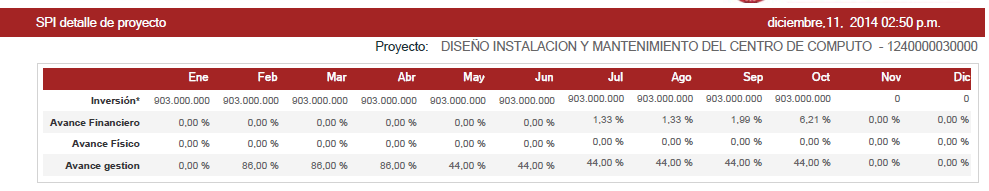 SPI detalle de proyecto diciembre,11, 2014 02:50 p.m.
Proyecto: DISEÑO INSTALACION Y MANTENIMIENTO DEL CENTRO DE COMPUTO - 1240000030000
Ene Feb Mar Abr May Jun Jul Ago Sep Oct Nov Dic
Inversión* 903.000.000 903.000.000 903.000.000 903.000.000 903.000.000 903.000.000 903.000.000 903.000.000 903.000.000 903.000.000 0 0
Avance Financiero 0,00 % 0,00 % 0,00 % 0,00 % 0,00 % 0,00 % 1,33 % 1,33 % 1,99 % 6,21 % 0,00 % 0,00 %
Avance Físico 0,00 % 0,00 % 0,00 % 0,00 % 0,00 % 0,00 % 0,00 % 0,00 % 0,00 % 0,00 % 0,00 % 0,00 %
Avance gestion 0,00 % 86,00 % 86,00 % 86,00 % 44,00 % 44,00 % 44,00 % 44,00 % 44,00 % 44,00 % 0,00 % 0,00 %